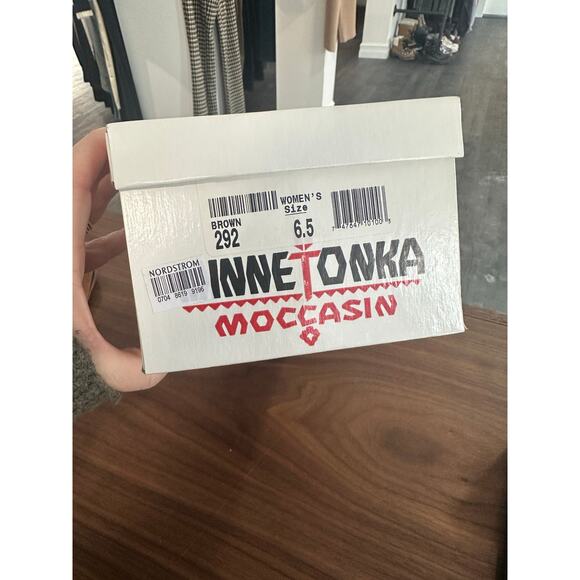 WOMEN'S
Size
BROWN
292
6.5
NORDSTROM
0704 8619 9196
INNETONKA
MOCCASIN